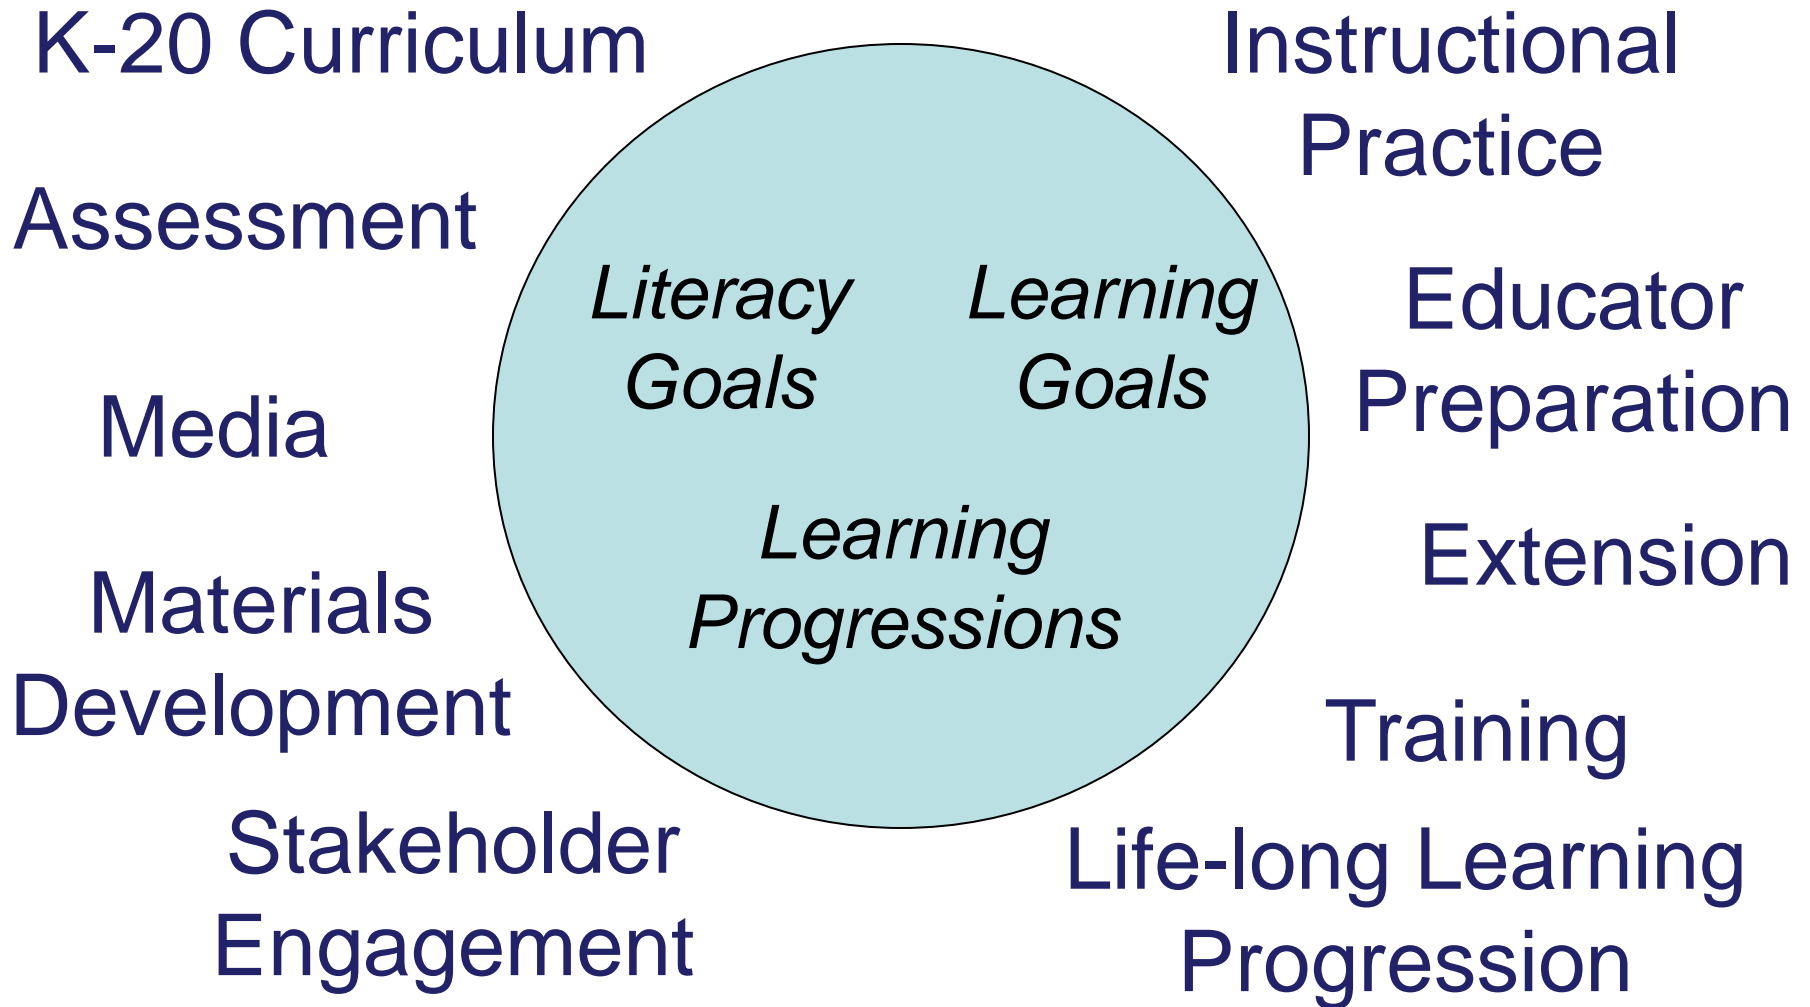 K-20 Curriculum
Assessment
Media
Materials
Development
Stakeholder
Engagement
Literacy
Goals
Learning
Goals
Learning
Progressions
Instructional
Practice
Educator
Preparation
Extension
Training
Life-long Learning
Progression